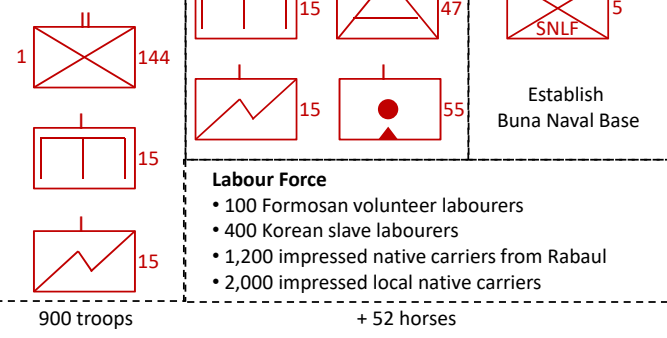 15
47
5
SNLF
1
144
15
55
Establish
Buna Naval Base
15
Labour Force
• 100 Formosan volunteer labourers
• 400 Korean slave labourers
• 1,200 impressed native carriers from Rabaul
• 2,000 impressed local native carriers
15
900 troops
+ 52 horses